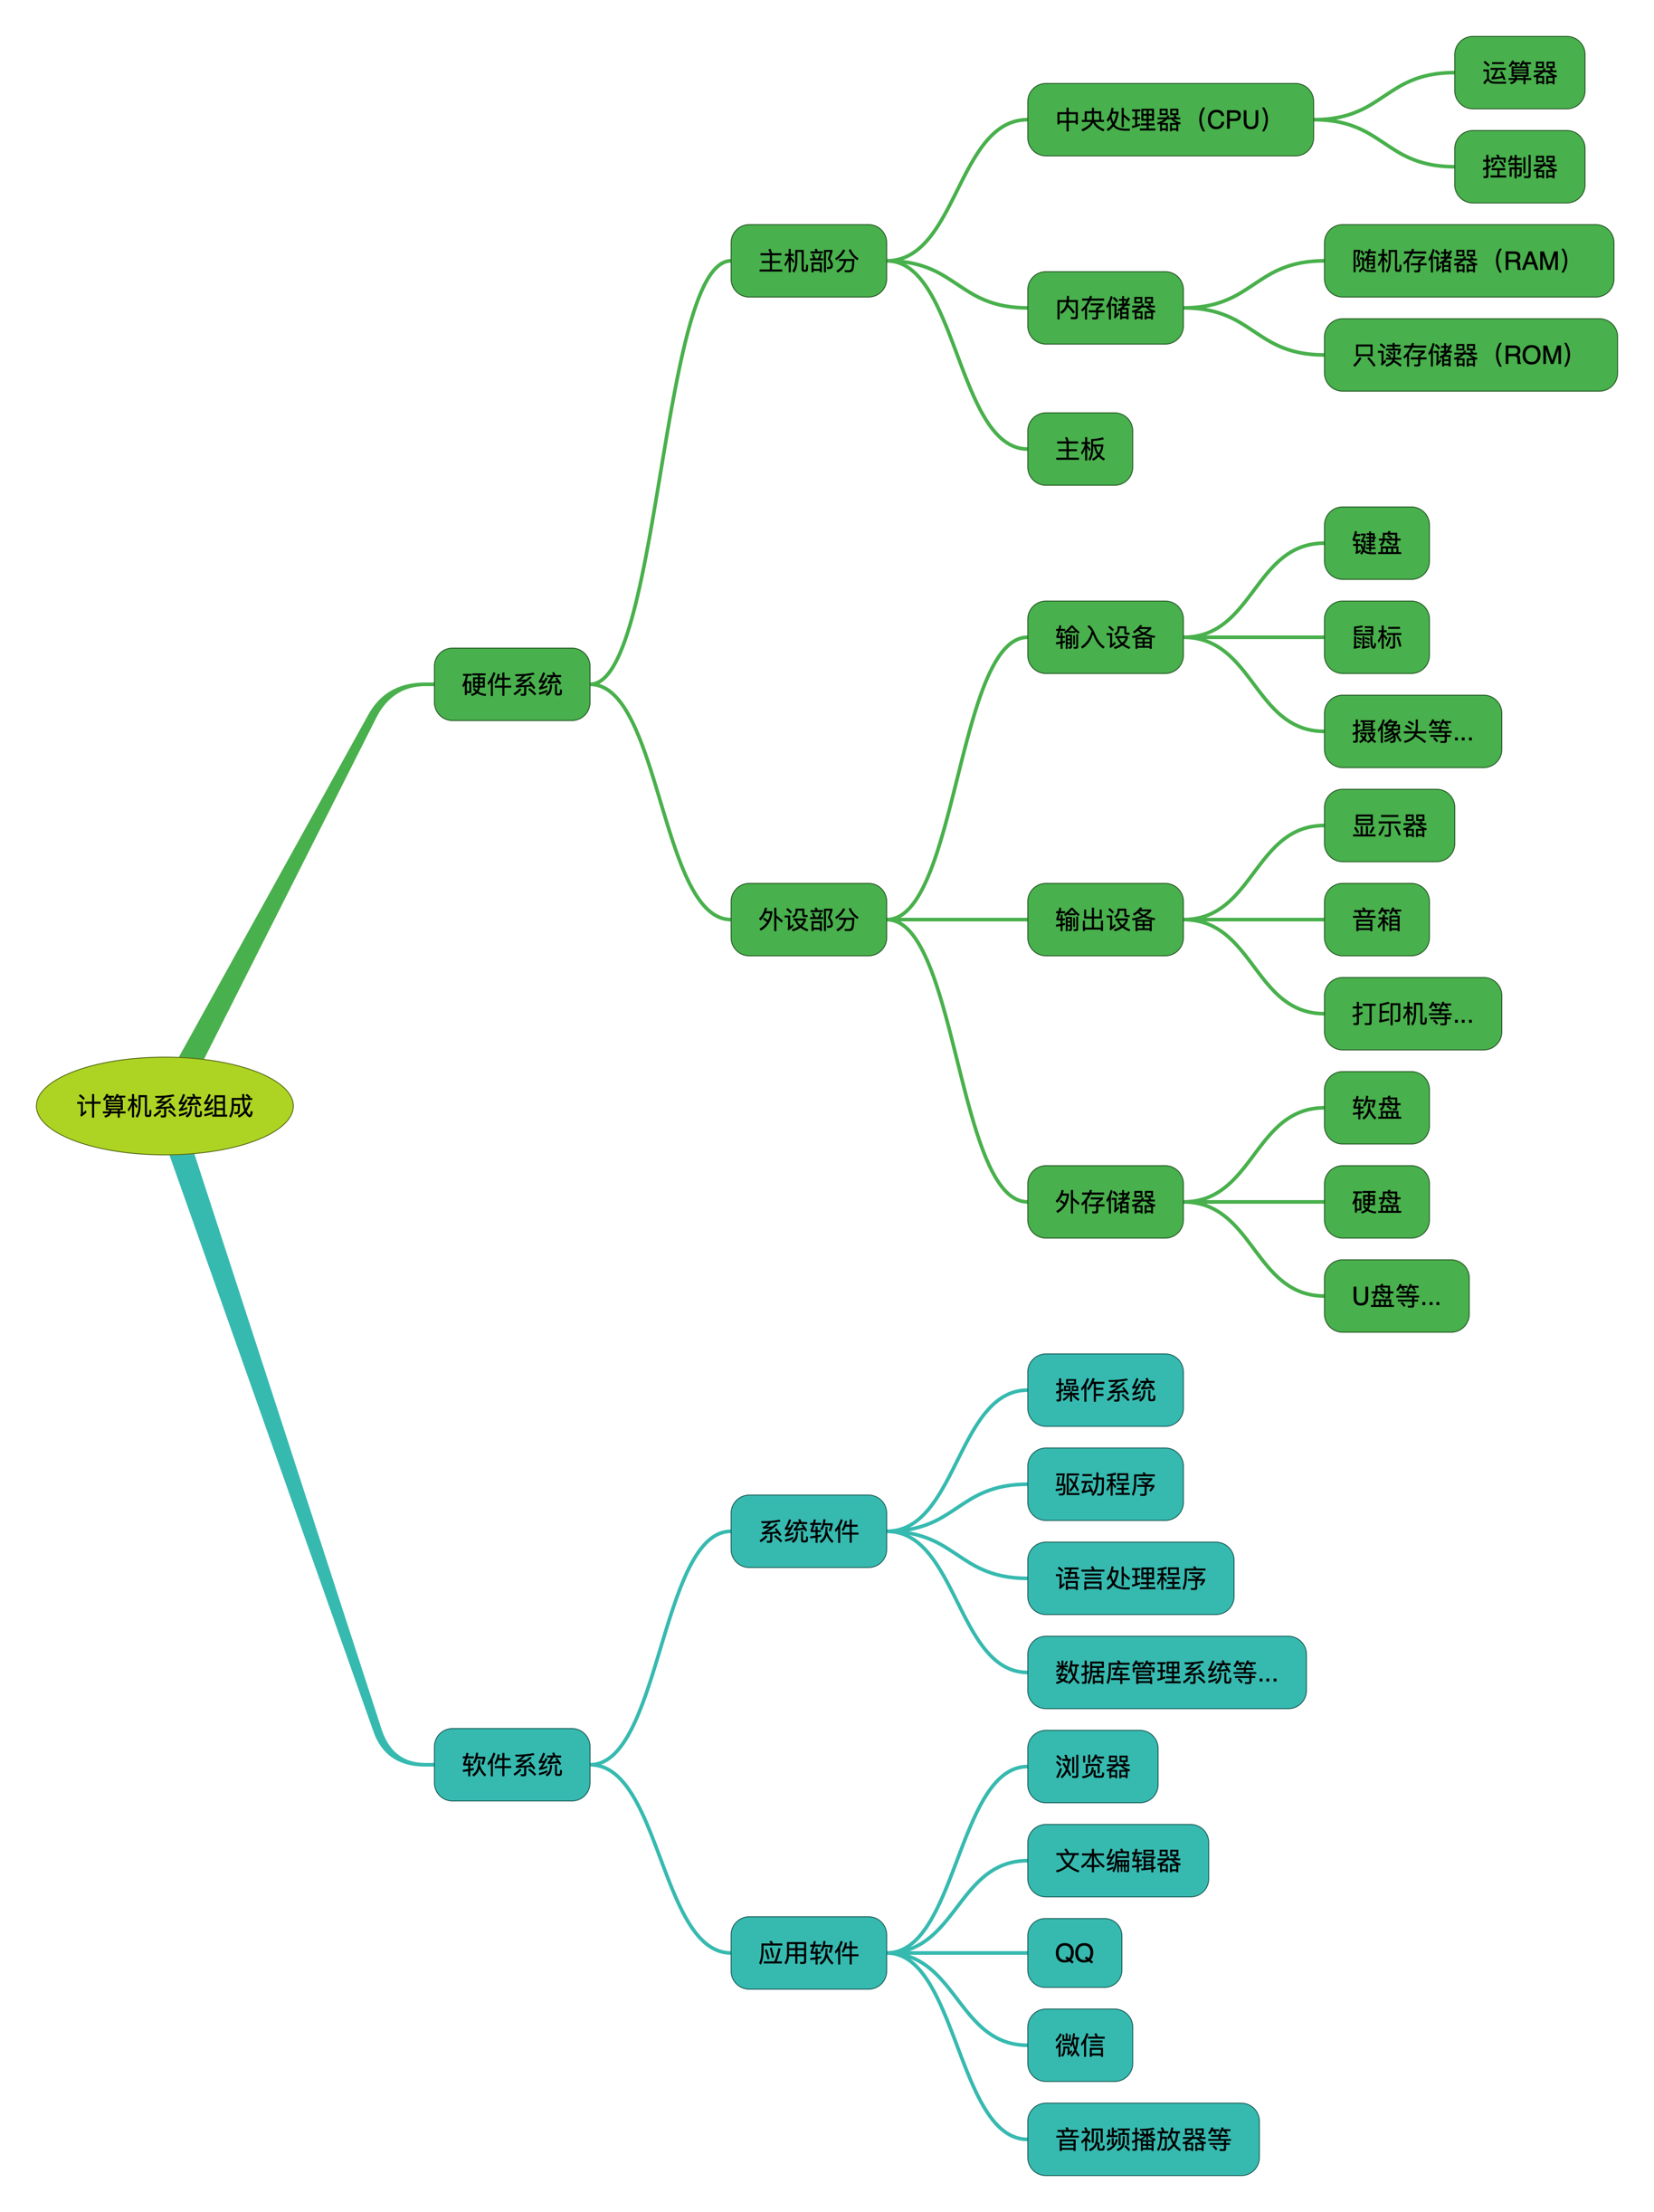 计算机系统组成
硬件系统
主机部分
中央处理器（CPU）
运算器
控制器
内存储器
随机存储器（RAM）
只读存储器（ROM）
主板
外设部分
输入设备
键盘
鼠标
摄像头等...
输出设备
显示器
音箱
打印机等...
外存储器
软盘
硬盘
U盘等...
软件系统
系统软件
操作系统
驱动程序
语言处理程序
数据库管理系统等...
应用软件
浏览器
文本编辑器
QQ
微信
音视频播放器等